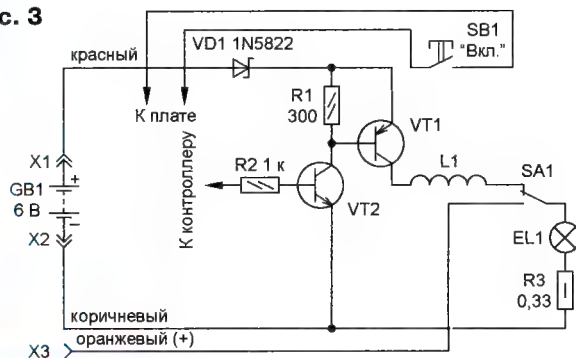 с. 3
SB1
"Вкл."
красный
VD1 1N5822
К плате
К контроллеру
R1
300
VT1
X1
GB1
6 В
X2
+
−
R2 1 к
VT2
L1
SA1
EL1
R3
0,33
коричневый
оранжевый (+)
X3